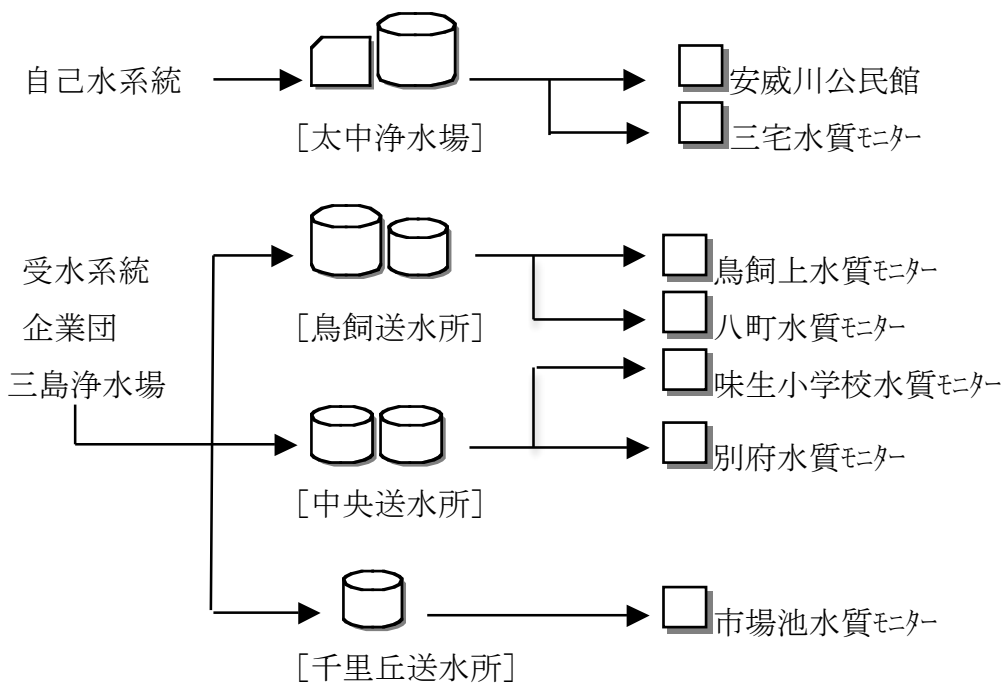 自己水系統
[太中浄水場]
安威川公民館
三宅水質モニター
受水系統
企業団
三島浄水場
[鳥飼送水所]
鳥飼上水質モニター
八町水質モニター
味生小学校水質モニター
[中央送水所]
別府水質モニター
[千里丘送水所]
市場池水質モニター